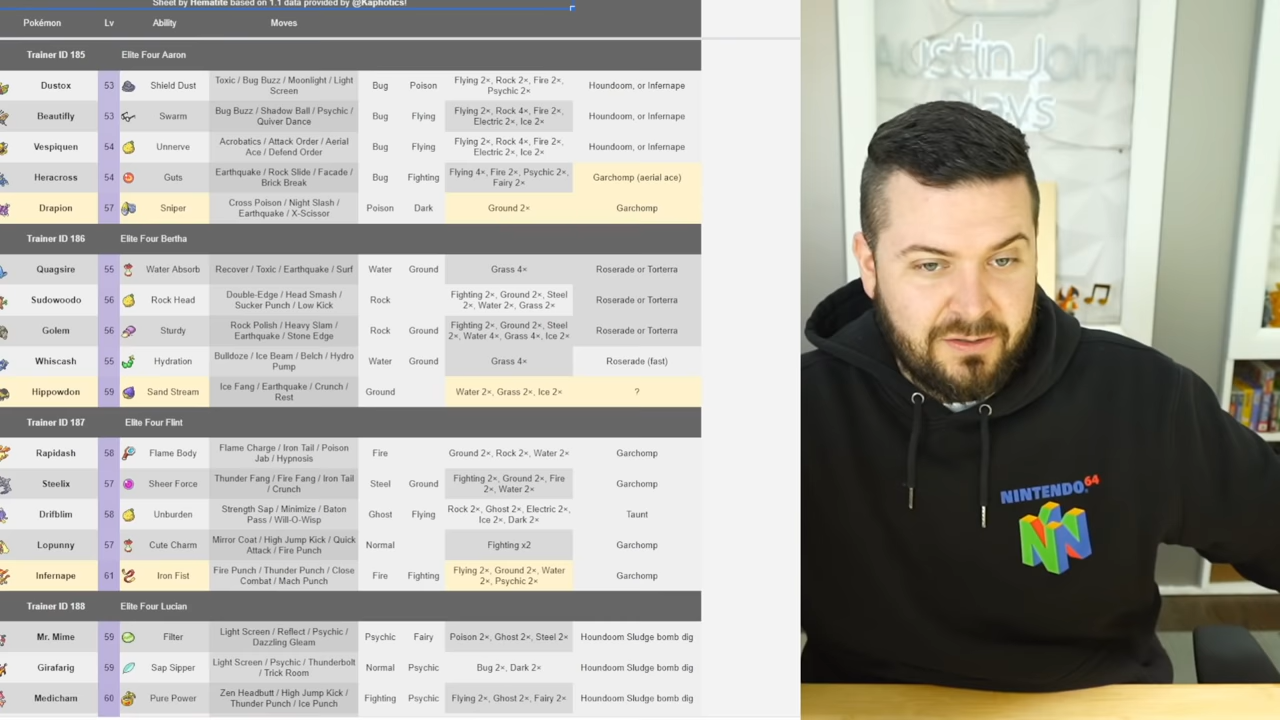 Sheet by Hematite based on 1.1 data provided by @Kaphotics!
Pokémon Lv Ability Moves
Trainer ID 185 Elite Four Aaron
Dustox 53 Shield Dust Toxic / Bug Buzz / Moonlight / Light Screen Bug Poison Flying 2×, Rock 2×, Fire 2×, Psychic 2× Houndoom, or Infernape
Beautifly 53 Swarm Bug Buzz / Shadow Ball / Psychic / Quiver Dance Bug Flying Flying 2×, Rock 4×, Fire 2×, Electric 2×, Ice 2× Houndoom, or Infernape
Vespiquen 54 Unnerve Acrobatics / Attack Order / Aerial Ace / Defend Order Bug Flying Flying 2×, Rock 4×, Fire 2×, Electric 2×, Ice 2× Houndoom, or Infernape
Heracross 54 Guts Earthquake / Rock Slide / Facade / Brick Break Bug Fighting Flying 4×, Fire 2×, Psychic 2×, Fairy 2× Garchomp (aerial ace)
Drapion 57 Sniper Cross Poison / Night Slash / Earthquake / X-Scissor Poison Dark Ground 2× Garchomp
Trainer ID 186 Elite Four Bertha
Quagsire 55 Water Absorb Recover / Toxic / Earthquake / Surf Water Ground Grass 4× Roserade or Torterra
Sudowoodo 56 Rock Head Double-Edge / Head Smash / Sucker Punch / Low Kick Rock Fighting 2×, Ground 2×, Steel 2×, Water 2×, Grass 2× Roserade or Torterra
Golem 56 Sturdy Rock Polish / Heavy Slam / Earthquake / Stone Edge Rock Ground Fighting 2×, Ground 2×, Steel 2×, Water 4×, Grass 4×, Ice 2× Roserade or Torterra
Whiscash 55 Hydration Bulldoze / Ice Beam / Belch / Hydro Pump Water Ground Grass 4× Roserade (fast)
Hippowdon 59 Sand Stream Ice Fang / Earthquake / Crunch / Rest Ground Water 2×, Grass 2×, Ice 2× ?
Trainer ID 187 Elite Four Flint
Rapidash 58 Flame Body Flame Charge / Iron Tail / Poison Jab / Hypnosis Fire Ground 2×, Rock 2×, Water 2× Garchomp
Steelix 57 Sheer Force Thunder Fang / Fire Fang / Iron Tail / Crunch Steel Ground Fighting 2×, Ground 2×, Fire 2×, Water 2× Garchomp
Drifblim 58 Unburden Strength Sap / Minimize / Baton Pass / Will-O-Wisp Ghost Flying Rock 2×, Ghost 2×, Electric 2×, Ice 2×, Dark 2× Taunt
Lopunny 57 Cute Charm Mirror Coat / High Jump Kick / Quick Attack / Fire Punch Normal Fighting x2 Garchomp
Infernape 61 Iron Fist Fire Punch / Thunder Punch / Close Combat / Mach Punch Fire Fighting Flying 2×, Ground 2×, Water 2×, Psychic 2× Garchomp
Trainer ID 188 Elite Four Lucian
Mr. Mime 59 Filter Light Screen / Reflect / Psychic / Dazzling Gleam Psychic Fairy Poison 2×, Ghost 2×, Steel 2× Houndoom Sludge bomb dig
Girafarig 59 Sap Sipper Light Screen / Psychic / Thunderbolt / Trick Room Normal Psychic Bug 2×, Dark 2× Houndoom Sludge bomb dig
Medicham 60 Pure Power Zen Headbutt / High Jump Kick / Thunder Punch / Ice Punch Fighting Psychic Flying 2×, Ghost 2×, Fairy 2× Houndoom Sludge bomb dig
Austin John
Plays
NINTENDO64